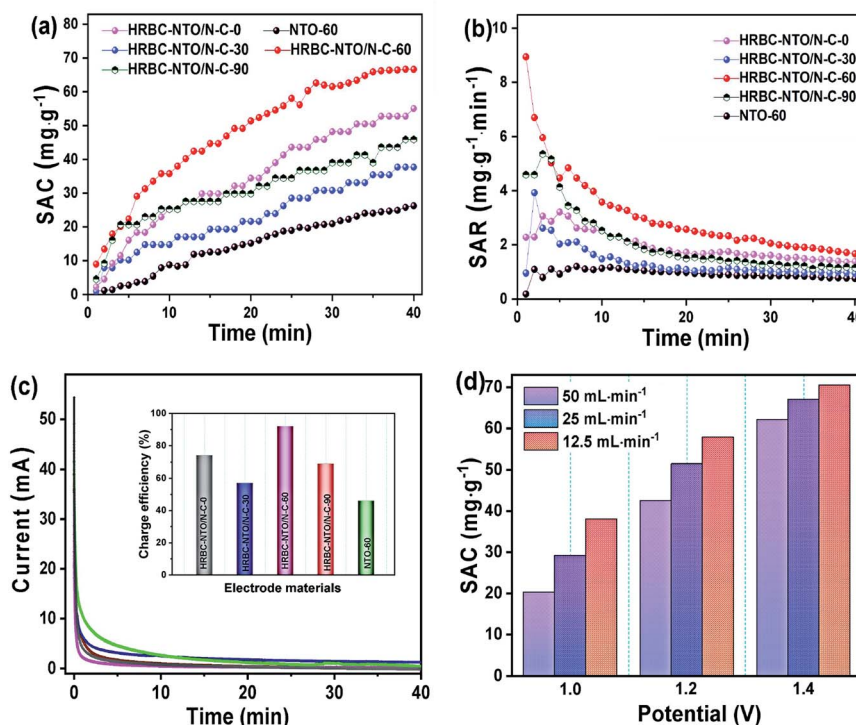 (a)
HRBC-NTO/N-C-0
NTO-60
HRBC-NTO/N-C-30
HRBC-NTO/N-C-60
HRBC-NTO/N-C-90
80
70
60
50
40
30
20
10
0
SAC (mg·g⁻¹)
0
10
20
30
40
Time (min)
(b)
HRBC-NTO/N-C-0
HRBC-NTO/N-C-30
HRBC-NTO/N-C-60
HRBC-NTO/N-C-90
NTO-60
10
8
6
4
2
0
SAR (mg·g⁻¹·min⁻¹)
0
10
20
30
40
Time (min)
(c)
50
40
30
20
10
0
Current (mA)
0
10
20
30
40
Time (min)
100
80
60
40
20
0
Charge efficiency (%)
HRBC-NTO/N-C-0
HRBC-NTO/N-C-30
HRBC-NTO/N-C-60
HRBC-NTO/N-C-90
NTO-60
Electrode materials
(d)
50 mL·min⁻¹
25 mL·min⁻¹
12.5 mL·min⁻¹
70
60
50
40
30
20
10
0
SAC (mg·g⁻¹)
1.0
1.2
1.4
Potential (V)